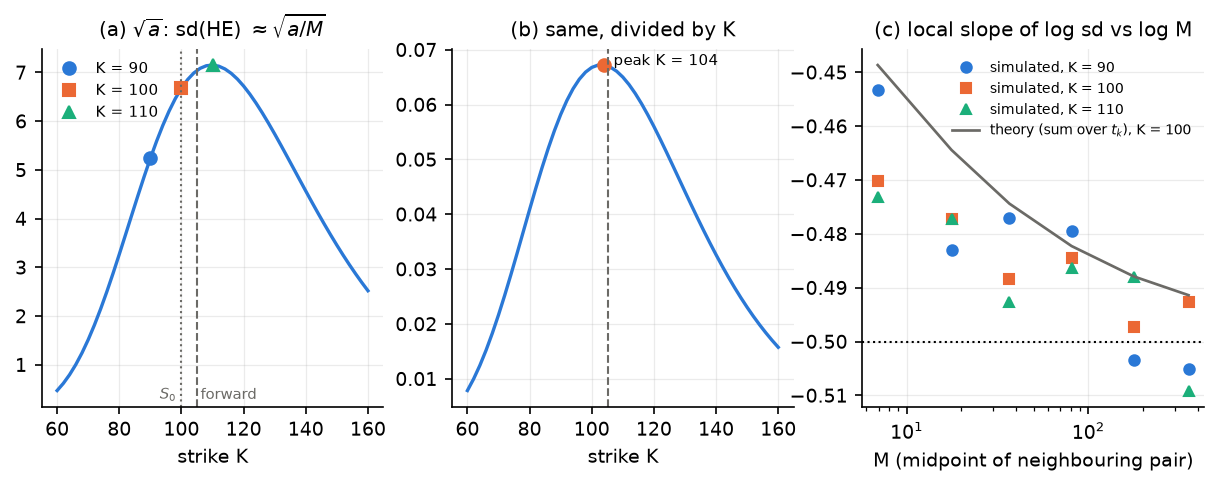 (a) √a: sd(HE) ≈ √a/M
7
6
5
4
3
2
1
K = 90
K = 100
K = 110
S₀
forward
60
80
100
120
140
160
strike K
(b) same, divided by K
0.07
0.06
0.05
0.04
0.03
0.02
0.01
peak K = 104
60
80
100
120
140
160
strike K
(c) local slope of log sd vs log M
−0.45
−0.46
−0.47
−0.48
−0.49
−0.50
−0.51
simulated, K = 90
simulated, K = 100
simulated, K = 110
theory (sum over tₖ), K = 100
10¹
10²
M (midpoint of neighbouring pair)